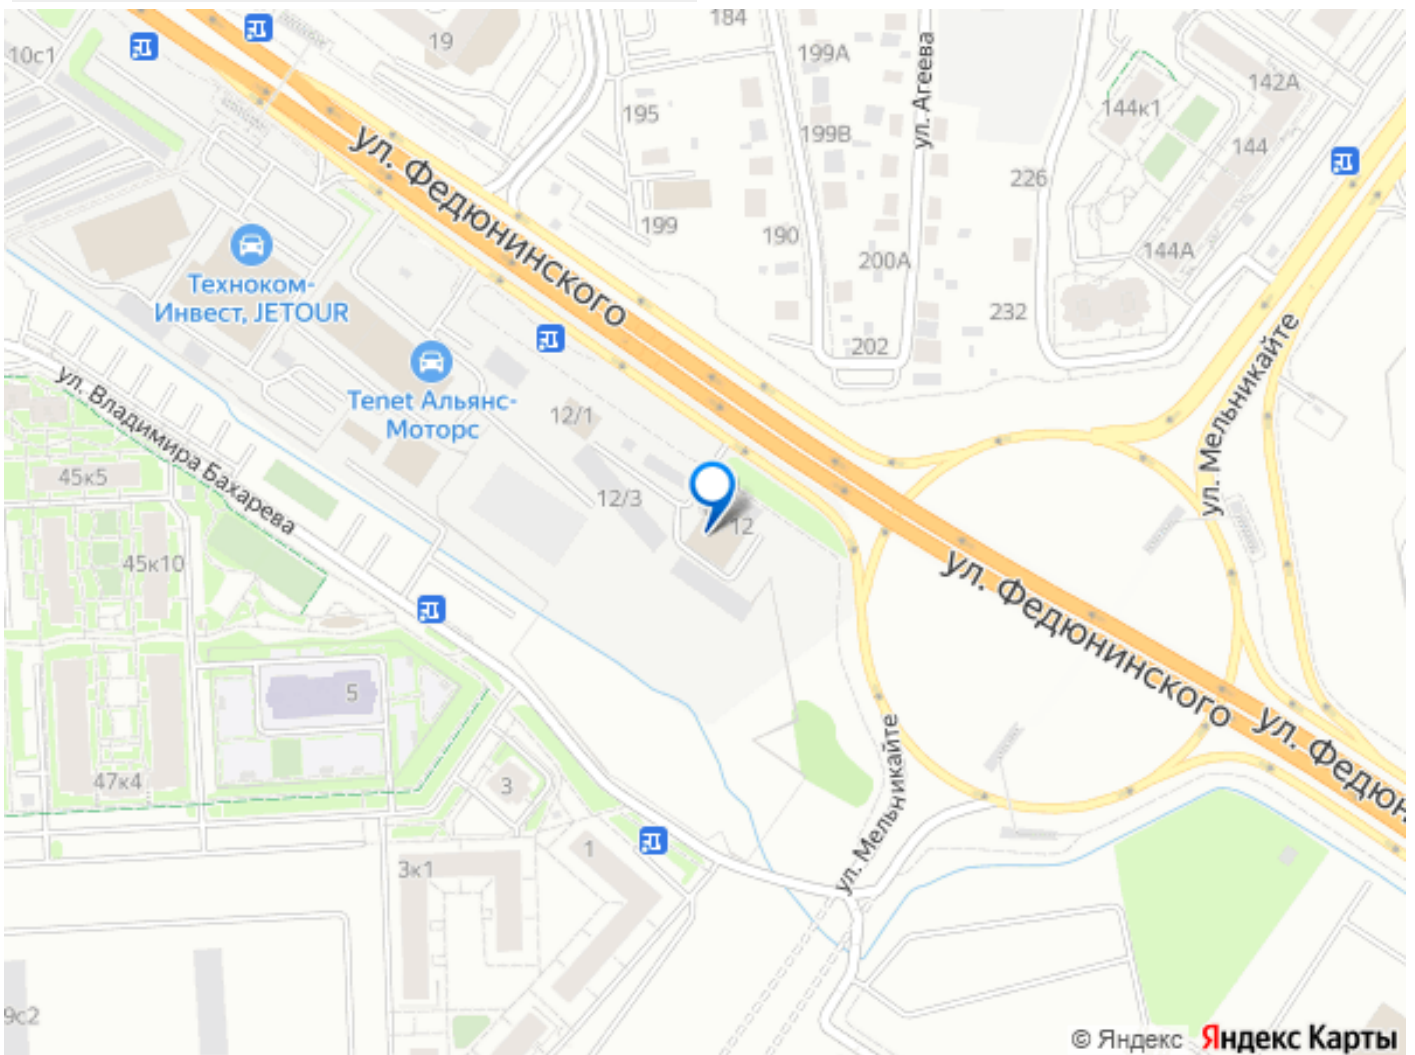 184
19
10с1
199А
ул. Агеева
142А
144к1
195
199В
144
ул. Федюнинского
226
199
190
144А
200А
Техноком-
Инвест, JETOUR
232
202
ул. Мельникайте
ул. Владимира Бахарева
Tenet Альянс-
Моторс
12/1
45к5
12/3
12
45к10
ул. Федюнинского
5
ул. Федюн
47к4
3
ул. Мельникайте
1
3к1
9с2
© Яндекс Яндекс Карты